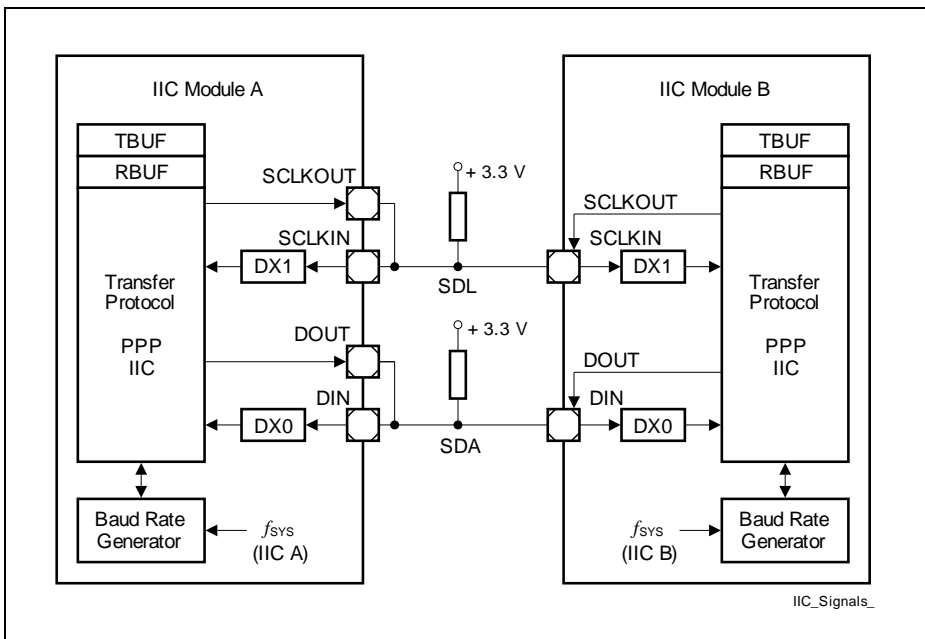 IIC Module A
TBUF
RBUF
SCLKOUT
SCLKIN
DX1
Transfer
Protocol
PPP
IIC
DOUT
DIN
DX0
Baud Rate
Generator
fSYS
(IIC A)
+ 3.3 V
SDL
+ 3.3 V
SDA
IIC Module B
TBUF
RBUF
SCLKOUT
SCLKIN
DX1
Transfer
Protocol
PPP
IIC
DOUT
DIN
DX0
fSYS
(IIC B)
Baud Rate
Generator
IIC_Signals_